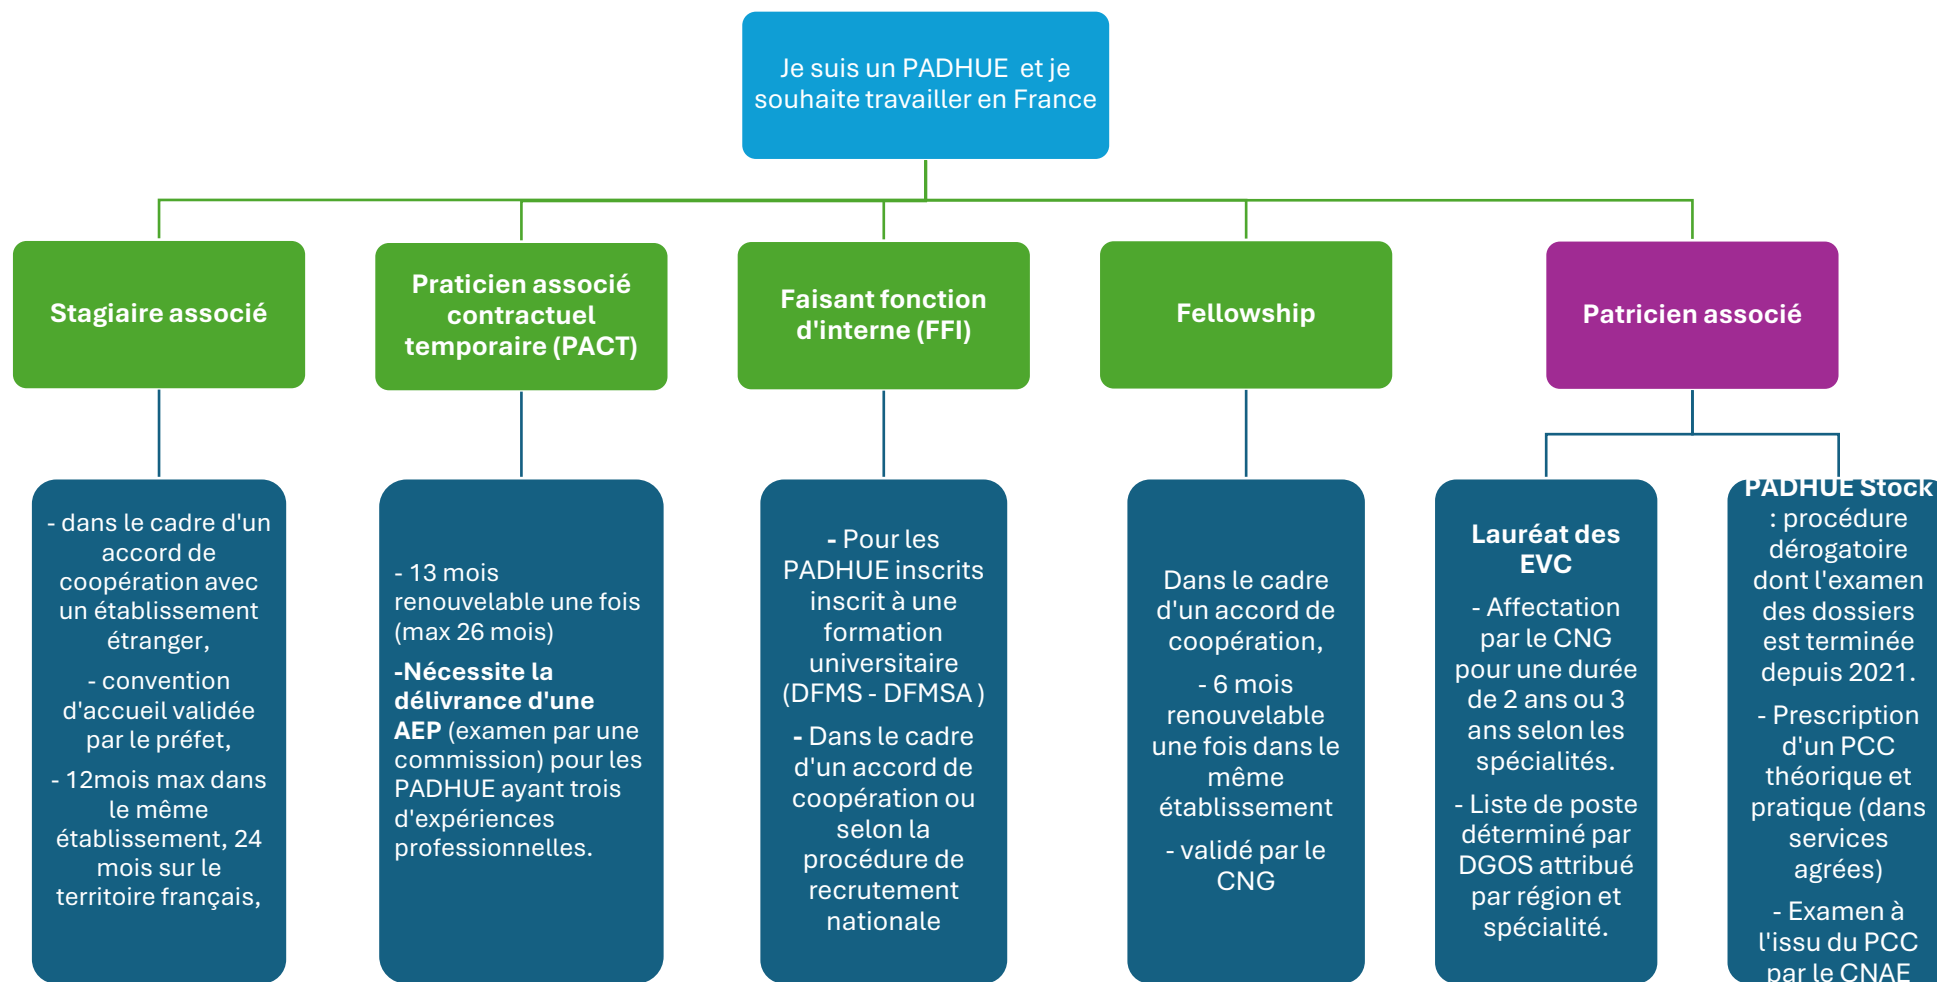 Je suis un PADHUE et je
souhaite travailler en France
Stagiaire associé
Praticien associé
contractuel
temporaire (PACT)
Faisant fonction
d'interne (FFI)
Fellowship
Patricien associé
- dans le cadre d'un
accord de
coopération avec
un établissement
étranger,
- convention
d'accueil validée
par le préfet,
- 12mois max dans
le même
établissement, 24
mois sur le
territoire français,
- 13 mois
renouvelable une fois
(max 26 mois)
-Nécessite la
délivrance d'une
AEP (examen par une
commission) pour les
PADHUE ayant trois
d'expériences
professionnelles.
- Pour les
PADHUE inscrits
inscrit à une
formation
universitaire
(DFMS - DFMSA )
- Dans le cadre
d'un accord de
coopération ou
selon la
procédure de
recrutement
nationale
Dans le cadre
d'un accord de
coopération,
- 6 mois
renouvelable
une fois dans le
même
établissement
- validé par le
CNG
Lauréat des
EVC
- Affectation
par le CNG
pour une durée
de 2 ans ou 3
ans selon les
spécialités.
- Liste de poste
déterminé par
DGOS attribué
par région et
spécialité.
PADHUE Stock
: procédure
dérogatoire
dont l'examen
des dossiers
est terminée
depuis 2021.
- Prescription
d'un PCC
théorique et
pratique (dans
services
agrées)
- Examen à
l'issu du PCC
par le CNAE